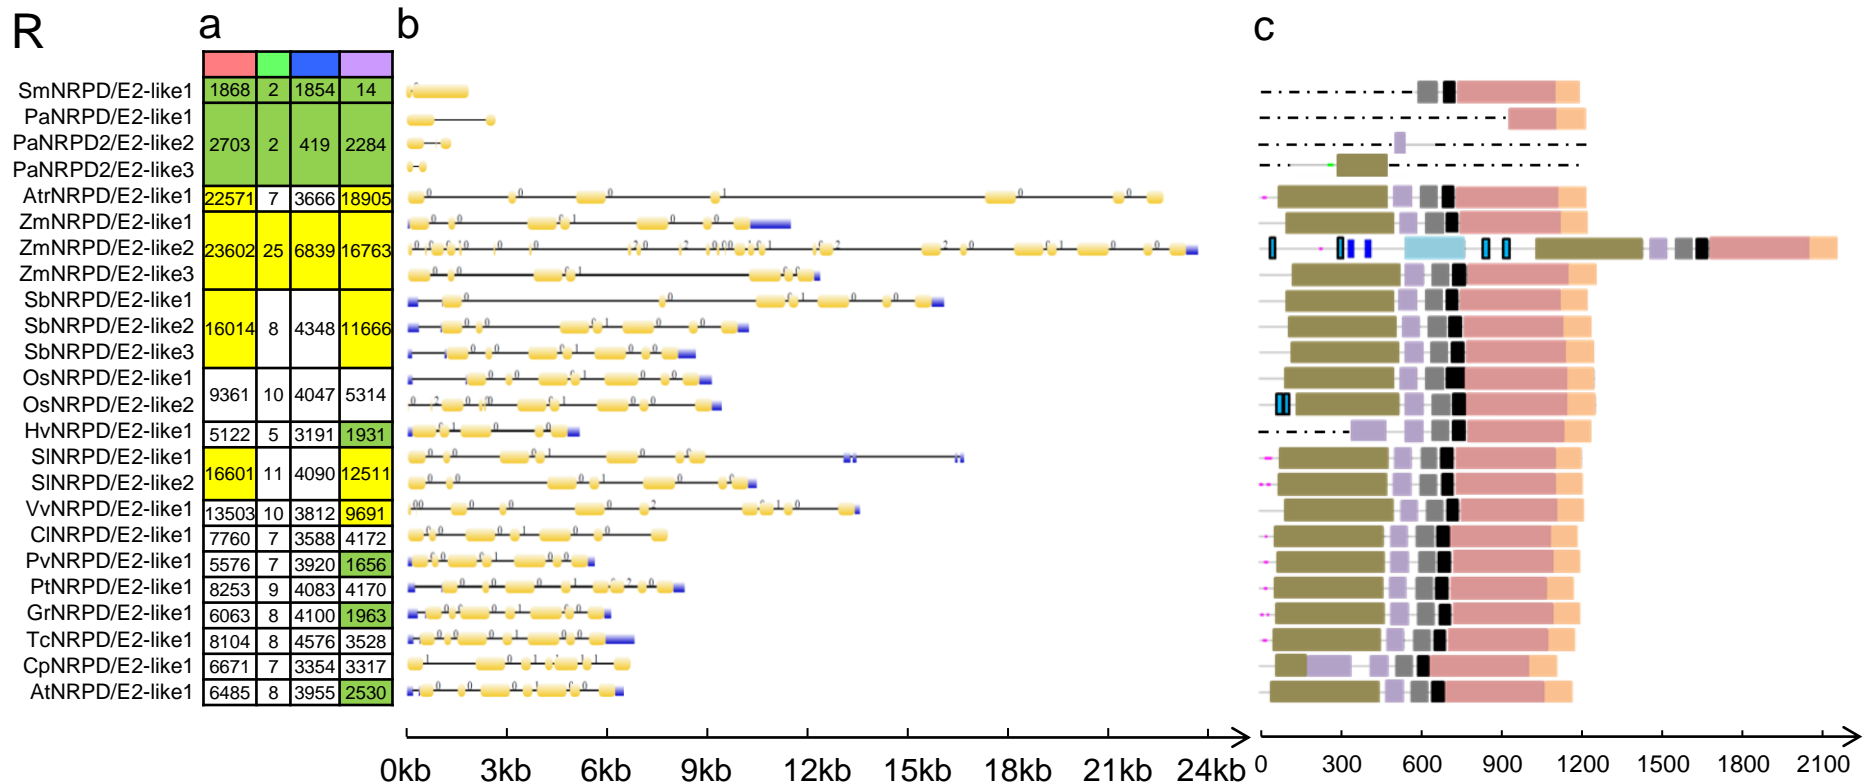 R a b c
SmNRPD/E2-like1 1868 2 1854 14
PaNRPD/E2-like1
PaNRPD2/E2-like2 2703 2 419 2284
PaNRPD2/E2-like3
AtrNRPD/E2-like1 22571 7 3666 18905
ZmNRPD/E2-like1
ZmNRPD/E2-like2 23602 25 6839 16763
ZmNRPD/E2-like3
SbNRPD/E2-like1
SbNRPD/E2-like2 16014 8 4348 11666
SbNRPD/E2-like3
OsNRPD/E2-like1
9361 10 4047 5314
OsNRPD/E2-like2
HvNRPD/E2-like1 5122 5 3191 1931
SlNRPD/E2-like1
16601 11 4090 12511
SlNRPD/E2-like2
VvNRPD/E2-like1 13503 10 3812 9691
ClNRPD/E2-like1 7760 7 3588 4172
PvNRPD/E2-like1 5576 7 3920 1656
PtNRPD/E2-like1 8253 9 4083 4170
GrNRPD/E2-like1 6063 8 4100 1963
TcNRPD/E2-like1 8104 8 4576 3528
CpNRPD/E2-like1 6671 7 3354 3317
AtNRPD/E2-like1 6485 8 3955 2530
0kb 3kb 6kb 9kb 12kb 15kb 18kb 21kb 24kb 0 300 600 900 1200 1500 1800 2100